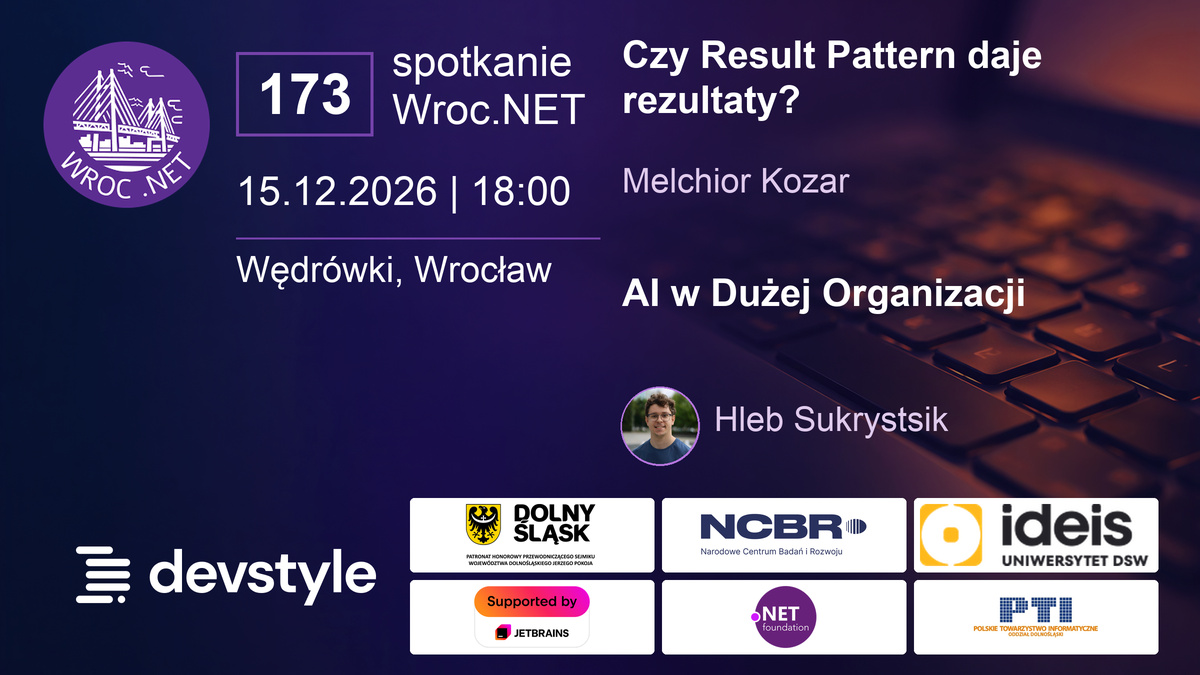 WROC .NET
173
spotkanie
Wroc.NET
15.12.2026 | 18:00
Wędrówki, Wrocław
Czy Result Pattern daje
rezultaty?
Melchior Kozar
AI w Dużej Organizacji
Hleb Sukrystsik
devstyle
DOLNY
ŚLĄSK
PATRONAT HONOROWY PRZEWODNICZĄCEGO SEJMIKU
WOJEWÓDZTWA DOLNOŚLĄSKIEGO JERZEGO POKOJA
NCBR
Narodowe Centrum Badań i Rozwoju
ideis
UNIWERSYTET DSW
Supported by
JETBRAINS
.NET
foundation
PTI
POLSKIE TOWARZYSTWO INFORMATYCZNE
ODDZIAŁ DOLNOŚLĄSKI